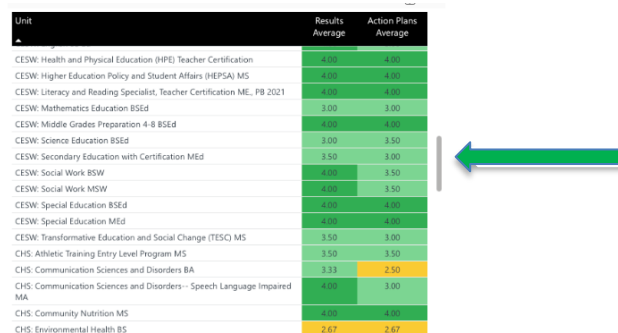 Unit Results Action Plans
Average Average
CESW: Health and Physical Education (HPE) Teacher Certification 4.00 4.00
CESW: Higher Education Policy and Student Affairs (HEPSA) MS 4.00 4.00
CESW: Literacy and Reading Specialist, Teacher Certification ME., PB 2021 4.00 4.00
CESW: Mathematics Education BSEd 3.00 3.00
CESW: Middle Grades Preparation 4-8 BSEd 4.00 4.00
CESW: Science Education BSEd 3.00 3.50
CESW: Secondary Education with Certification MEd 3.50 3.00
CESW: Social Work BSW 4.00 3.50
CESW: Social Work MSW 4.00 3.50
CESW: Special Education BSEd 4.00 4.00
CESW: Special Education MEd 4.00 4.00
CESW: Transformative Education and Social Change (TESC) MS 3.50 3.00
CHS: Athletic Training Entry Level Program MS 3.50 3.50
CHS: Communication Sciences and Disorders BA 3.33 2.50
CHS: Communication Sciences and Disorders-- Speech Language Impaired 4.00 3.00
MA
CHS: Community Nutrition MS 4.00 4.00
CHS: Environmental Health BS 2.67 2.67